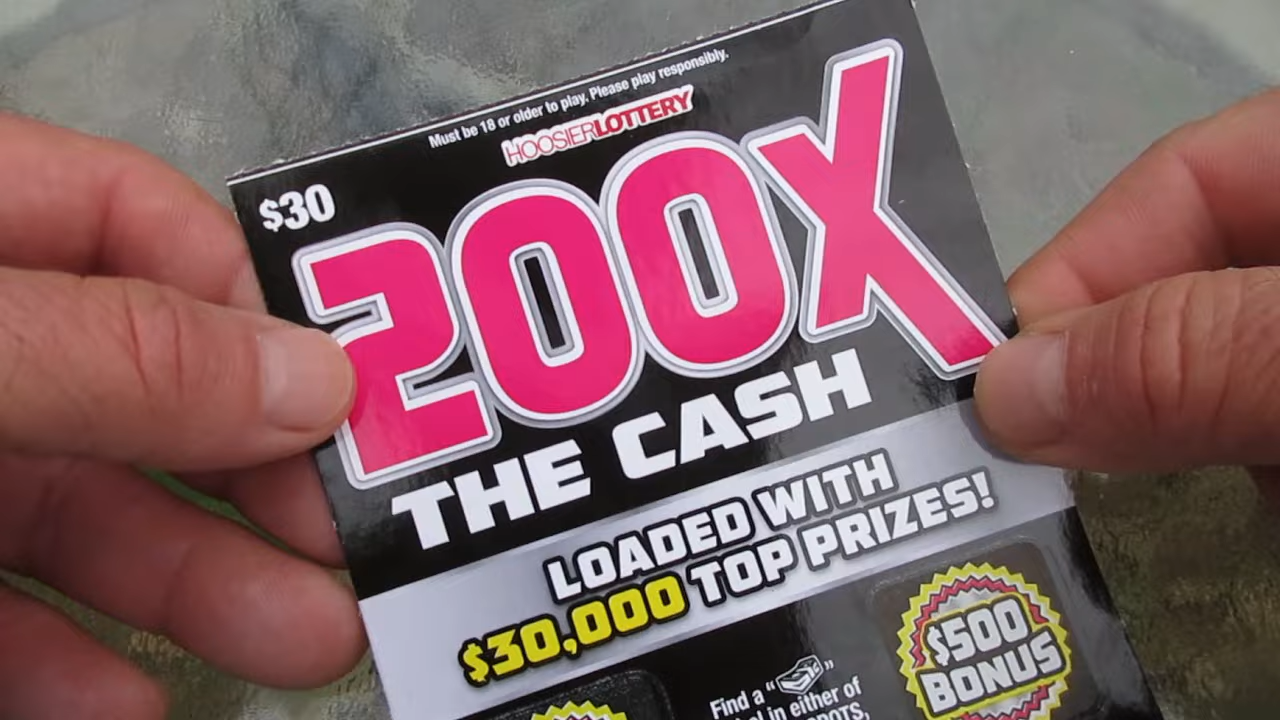 Must be 18 or older to play. Please play responsibly.
HOOSIERLOTTERY
$30
200X
THE CASH
LOADED WITH
$30,000 TOP PRIZES!
$500
BONUS
Find a " "
in either of